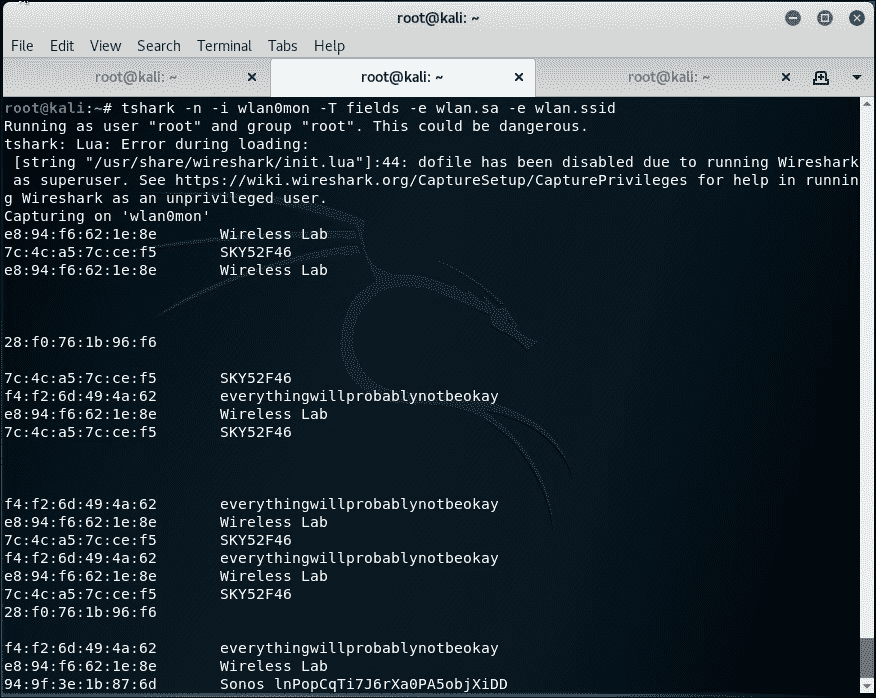 root@kali: ~
File Edit View Search Terminal Tabs Help
root@kali: ~ root@kali: ~ root@kali: ~
root@kali:~# tshark -n -i wlan0mon -T fields -e wlan.sa -e wlan.ssid
Running as user "root" and group "root". This could be dangerous.
tshark: Lua: Error during loading:
[string "/usr/share/wireshark/init.lua"]:44: dofile has been disabled due to running Wireshark
as superuser. See https://wiki.wireshark.org/CaptureSetup/CapturePrivileges for help in runnin
g Wireshark as an unprivileged user.
Capturing on 'wlan0mon'
e8:94:f6:62:1e:8e Wireless Lab
7c:4c:a5:7c:ce:f5 SKY52F46
e8:94:f6:62:1e:8e Wireless Lab
28:f0:76:1b:96:f6
7c:4c:a5:7c:ce:f5 SKY52F46
f4:f2:6d:49:4a:62 everythingwillprobablynotbeokay
e8:94:f6:62:1e:8e Wireless Lab
7c:4c:a5:7c:ce:f5 SKY52F46
f4:f2:6d:49:4a:62 everythingwillprobablynotbeokay
e8:94:f6:62:1e:8e Wireless Lab
7c:4c:a5:7c:ce:f5 SKY52F46
f4:f2:6d:49:4a:62 everythingwillprobablynotbeokay
e8:94:f6:62:1e:8e Wireless Lab
7c:4c:a5:7c:ce:f5 SKY52F46
28:f0:76:1b:96:f6
f4:f2:6d:49:4a:62 everythingwillprobablynotbeokay
e8:94:f6:62:1e:8e Wireless Lab
94:9f:3e:1b:87:6d Sonos lnPopCqTi7J6rXa0PA5objXiDD